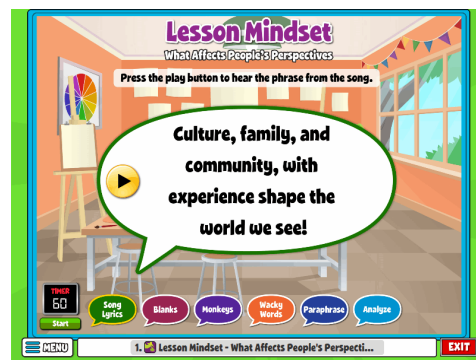 Lesson Mindset
What Affects People's Perspectives
Press the play button to hear the phrase from the song.
Culture, family, and
community, with
experience shape the
world we see!
TIMER
60
Start
Song
Lyrics
Blanks
Monkeys
Wacky
Words
Paraphrase
Analyze
MENU
1. Lesson Mindset - What Affects People's Perspecti...
EXIT